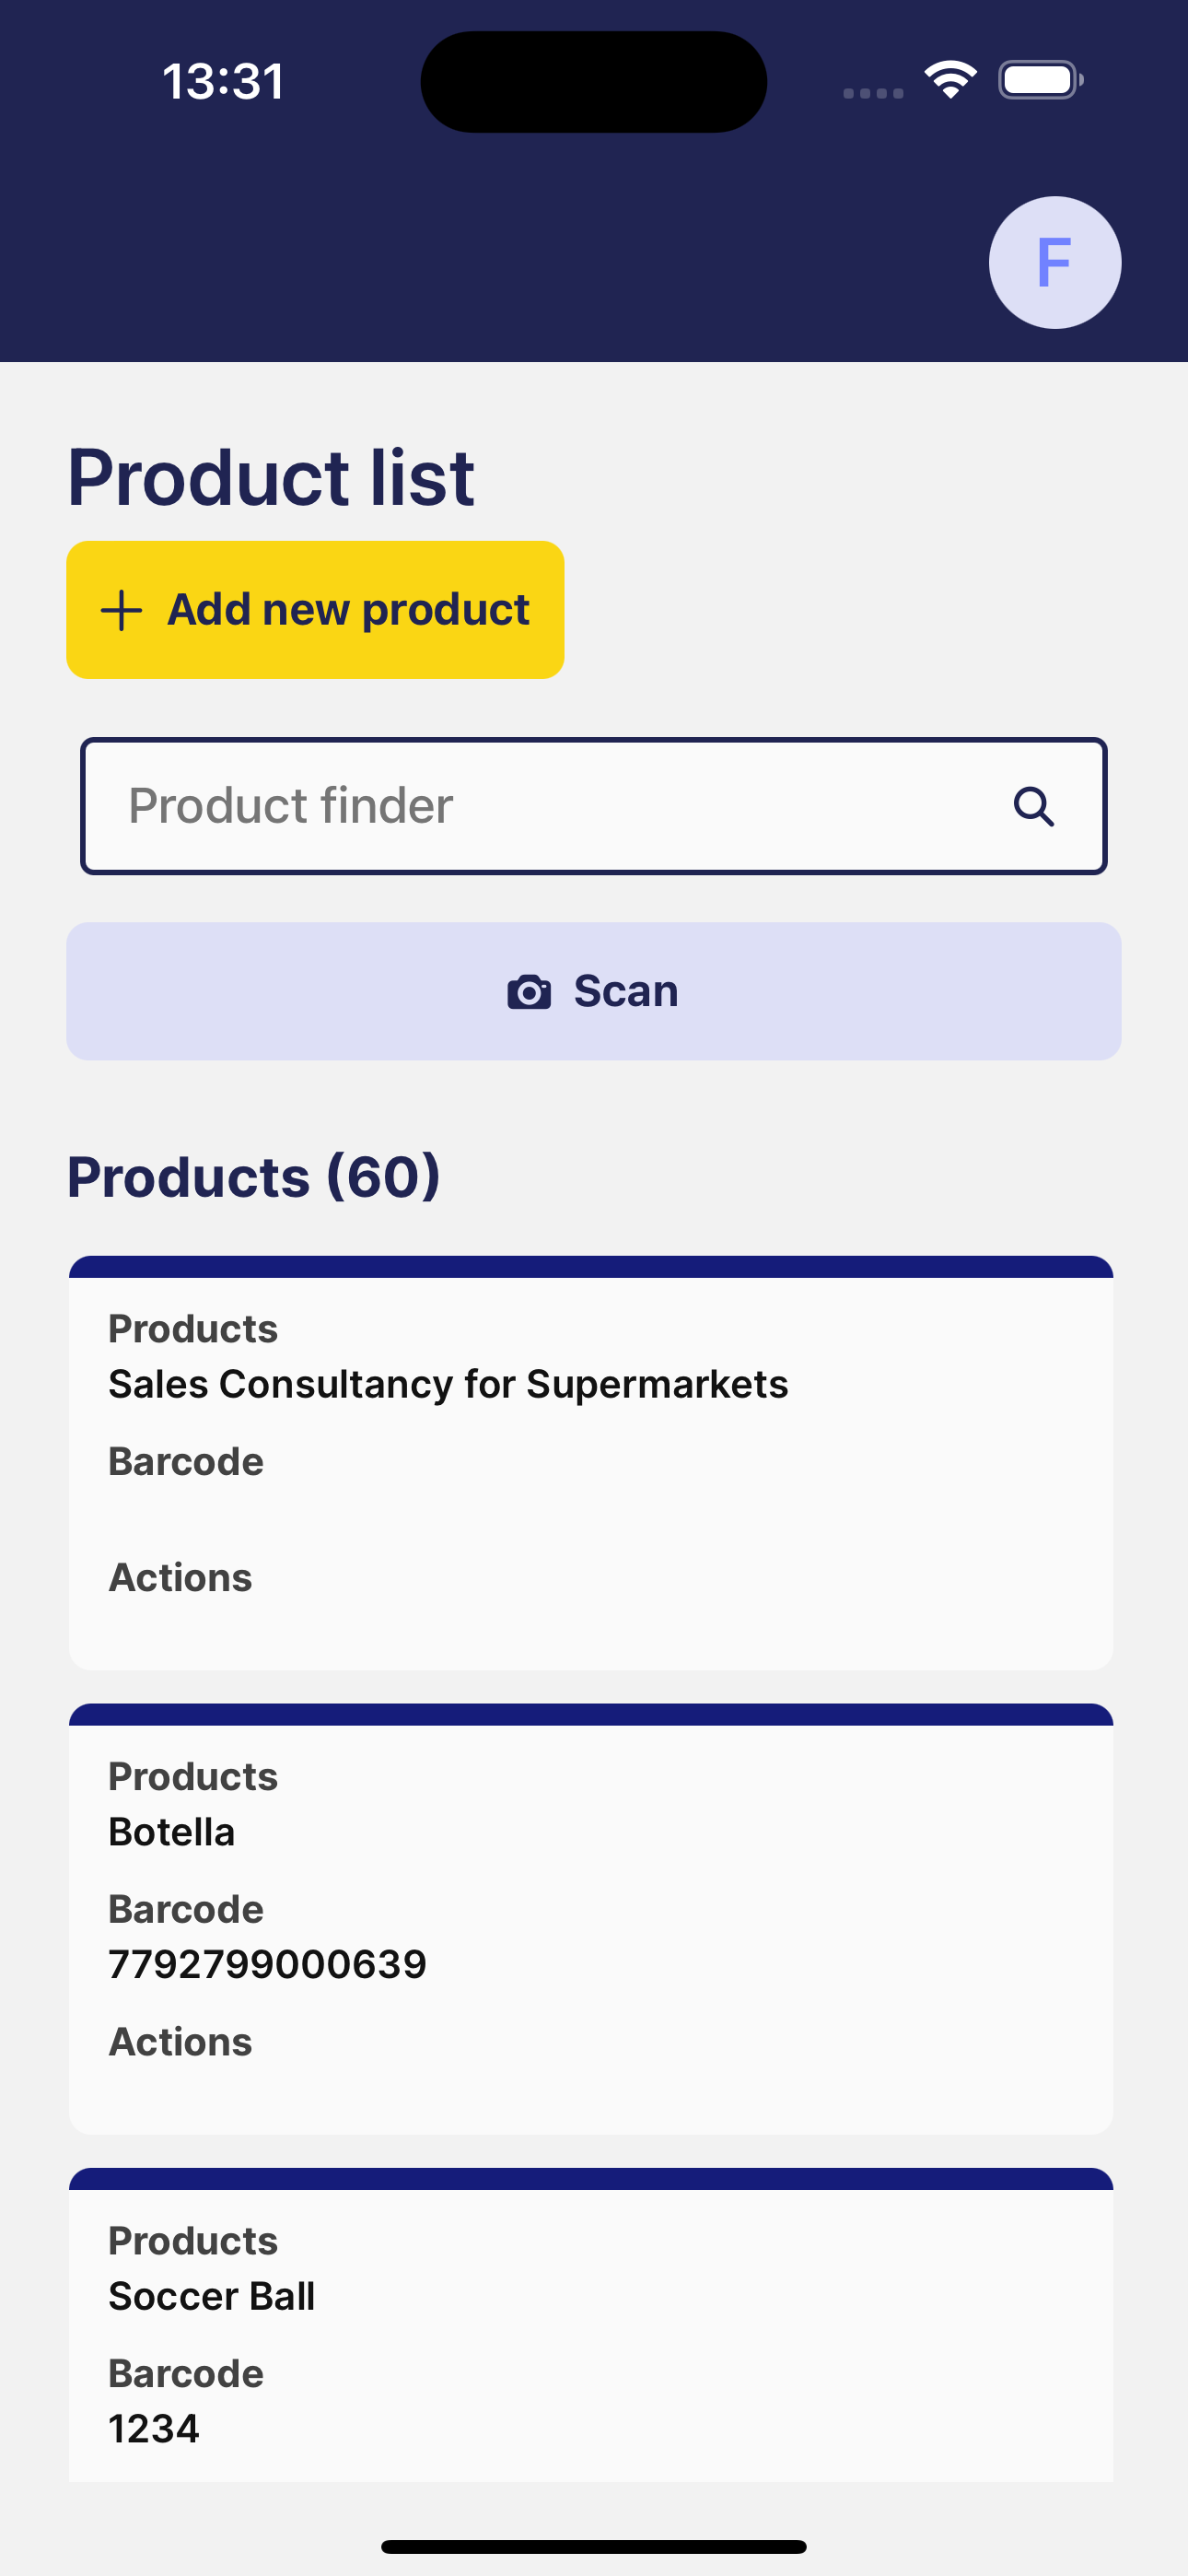 13:31
F
Product list
Add new product
Product finder
Scan
Products (60)
Products
Sales Consultancy for Supermarkets
Barcode
Actions
Products
Botella
Barcode
7792799000639
Actions
Products
Soccer Ball
Barcode
1234